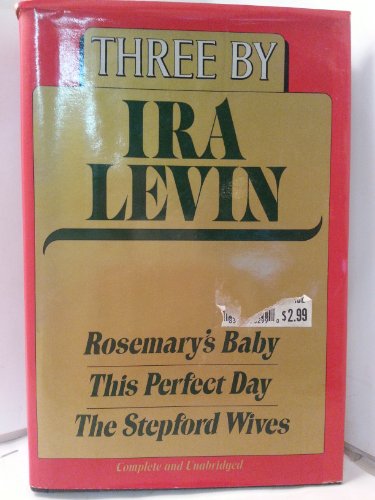 THREE BY
IRA
LEVIN
$2.99
Rosemary's Baby
This Perfect Day
The Stepford Wives
Complete and Unabridged